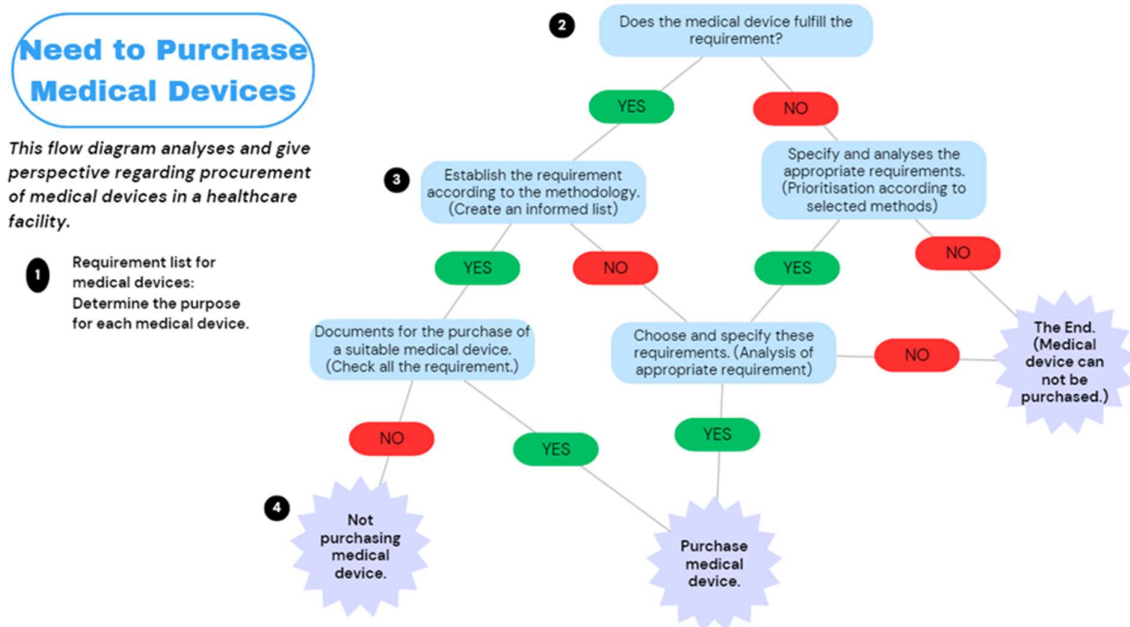 Need to Purchase
Medical Devices
This flow diagram analyses and give
perspective regarding procurement
of medical devices in a healthcare
facility.
1
Requirement list for
medical devices:
Determine the purpose
for each medical device.
2
Does the medical device fulfill the
requirement?
YES
NO
3
Establish the requirement
according to the methodology.
(Create an informed list)
Specify and analyses the
appropriate requirements.
(Prioritisation according to
selected methods)
YES
NO
YES
NO
Documents for the purchase of
a suitable medical device.
(Check all the requirement.)
Choose and specify these
requirements. (Analysis of
appropriate requirement)
NO
The End.
(Medical
device can
not be
purchased.)
NO
YES
YES
4
Not
purchasing
medical
device.
Purchase
medical
device.